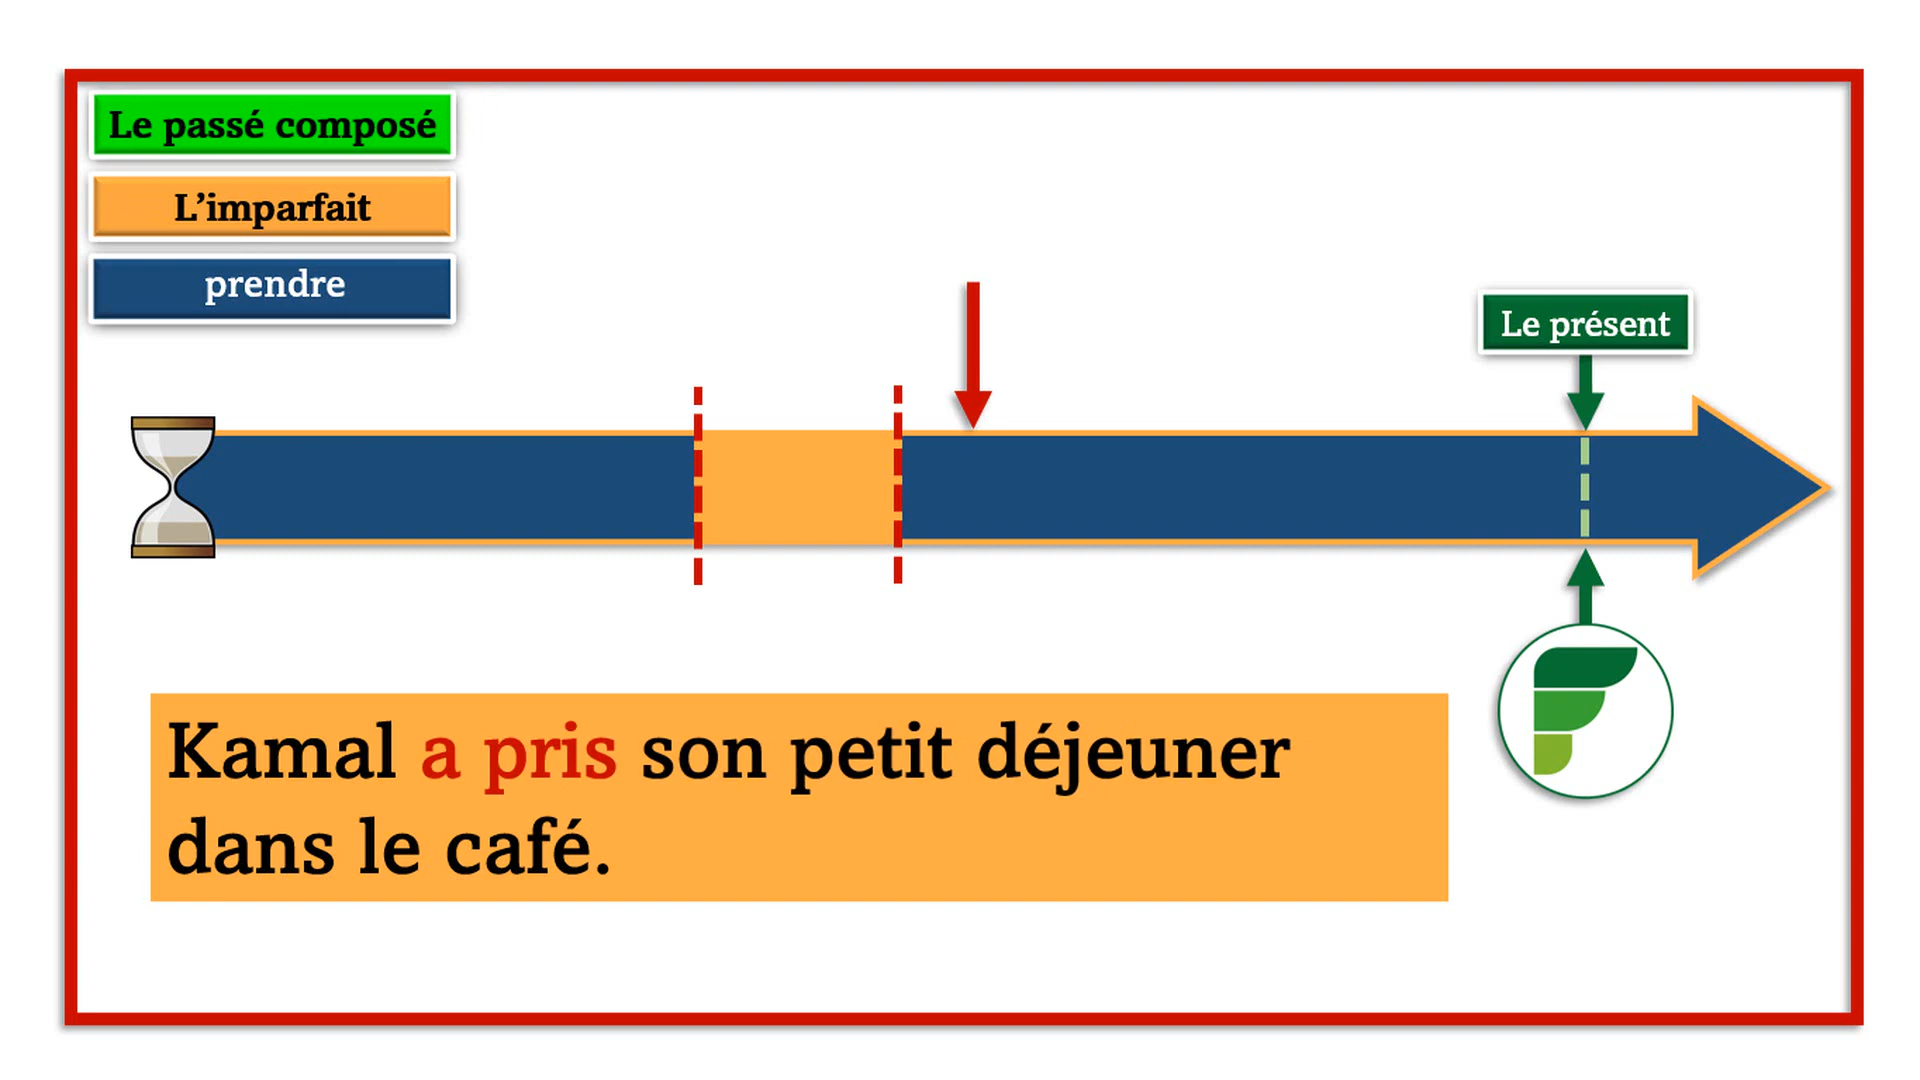 Le passé composé
L’imparfait
prendre
Le présent
Kamal a pris son petit déjeuner
dans le café.